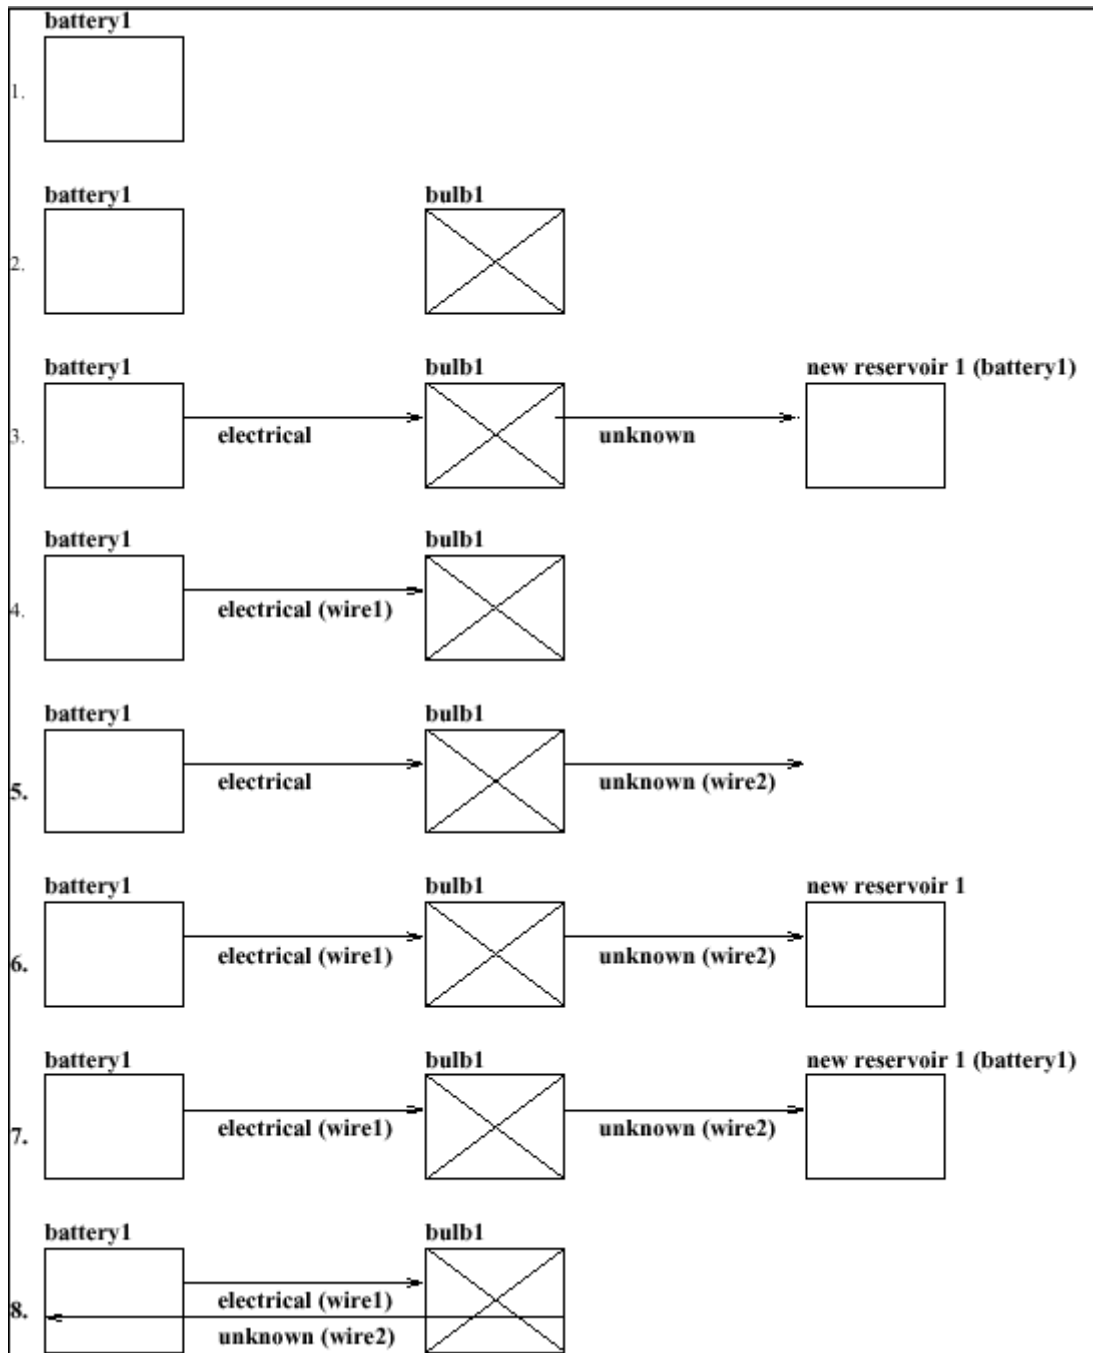 battery1
1.
battery1 bulb1
2.
battery1 bulb1 new reservoir 1 (battery1)
3. electrical unknown
battery1 bulb1
4. electrical (wire1)
battery1 bulb1
5. electrical unknown (wire2)
battery1 bulb1 new reservoir 1
6. electrical (wire1) unknown (wire2)
battery1 bulb1 new reservoir 1 (battery1)
7. electrical (wire1) unknown (wire2)
battery1 bulb1
8. electrical (wire1)
unknown (wire2)